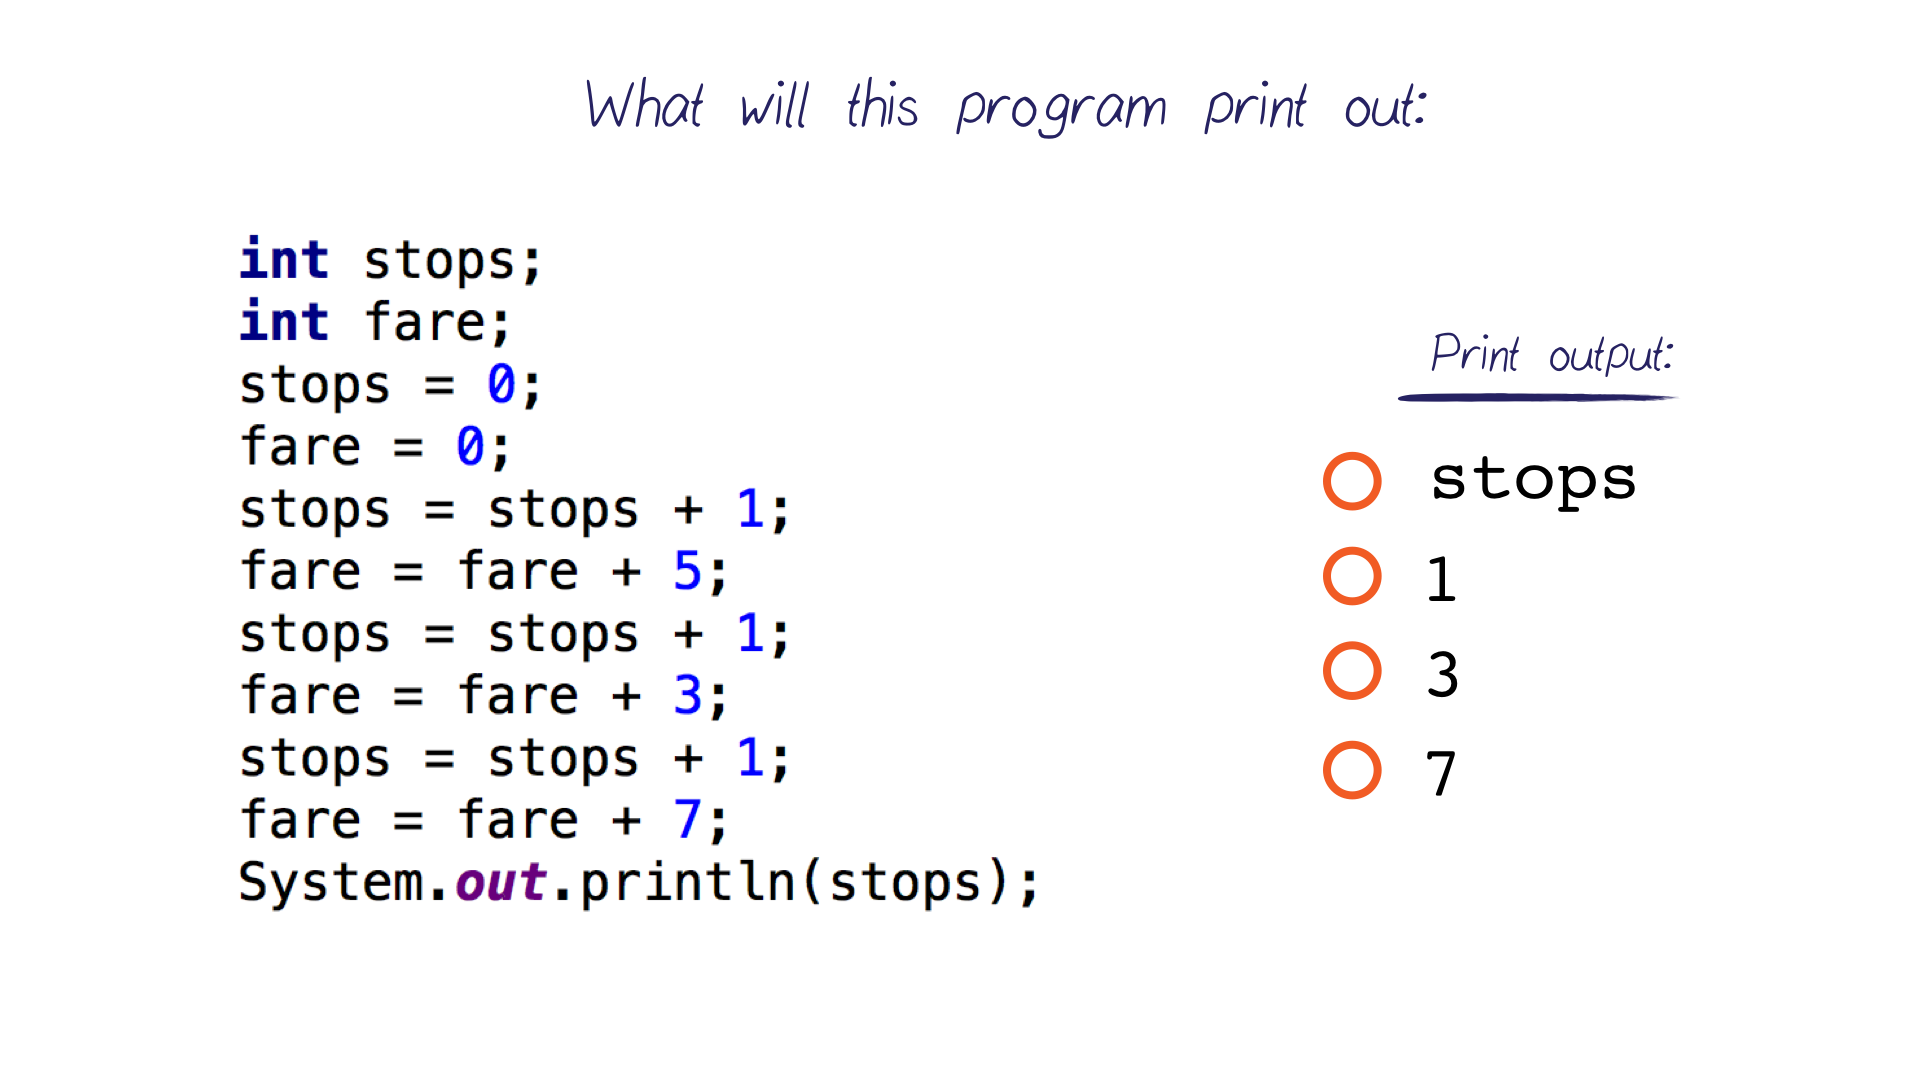 What will this program print out:
int stops;
int fare;
stops = 0;
fare = 0;
stops = stops + 1;
fare = fare + 5;
stops = stops + 1;
fare = fare + 3;
stops = stops + 1;
fare = fare + 7;
System.out.println(stops);
Print output:
stops
1
3
7